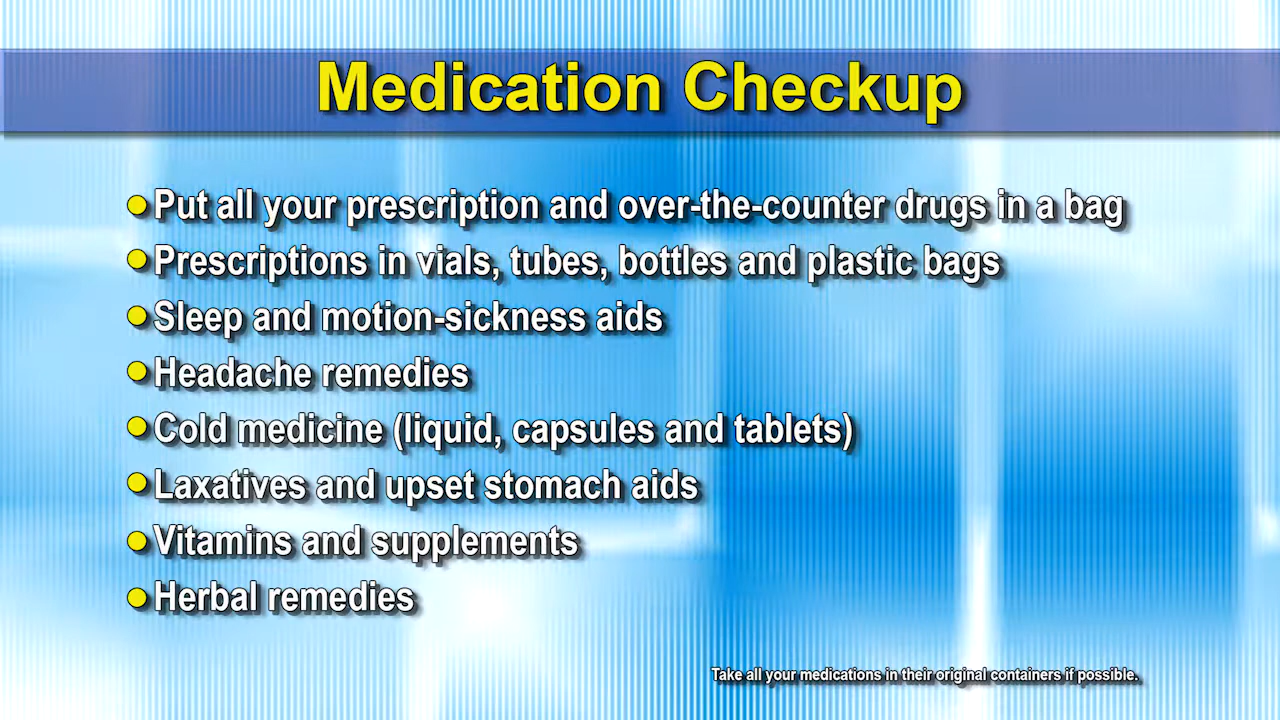 Medication Checkup
Put all your prescription and over-the-counter drugs in a bag
Prescriptions in vials, tubes, bottles and plastic bags
Sleep and motion-sickness aids
Headache remedies
Cold medicine (liquid, capsules and tablets)
Laxatives and upset stomach aids
Vitamins and supplements
Herbal remedies
Take all your medications in their original containers if possible.